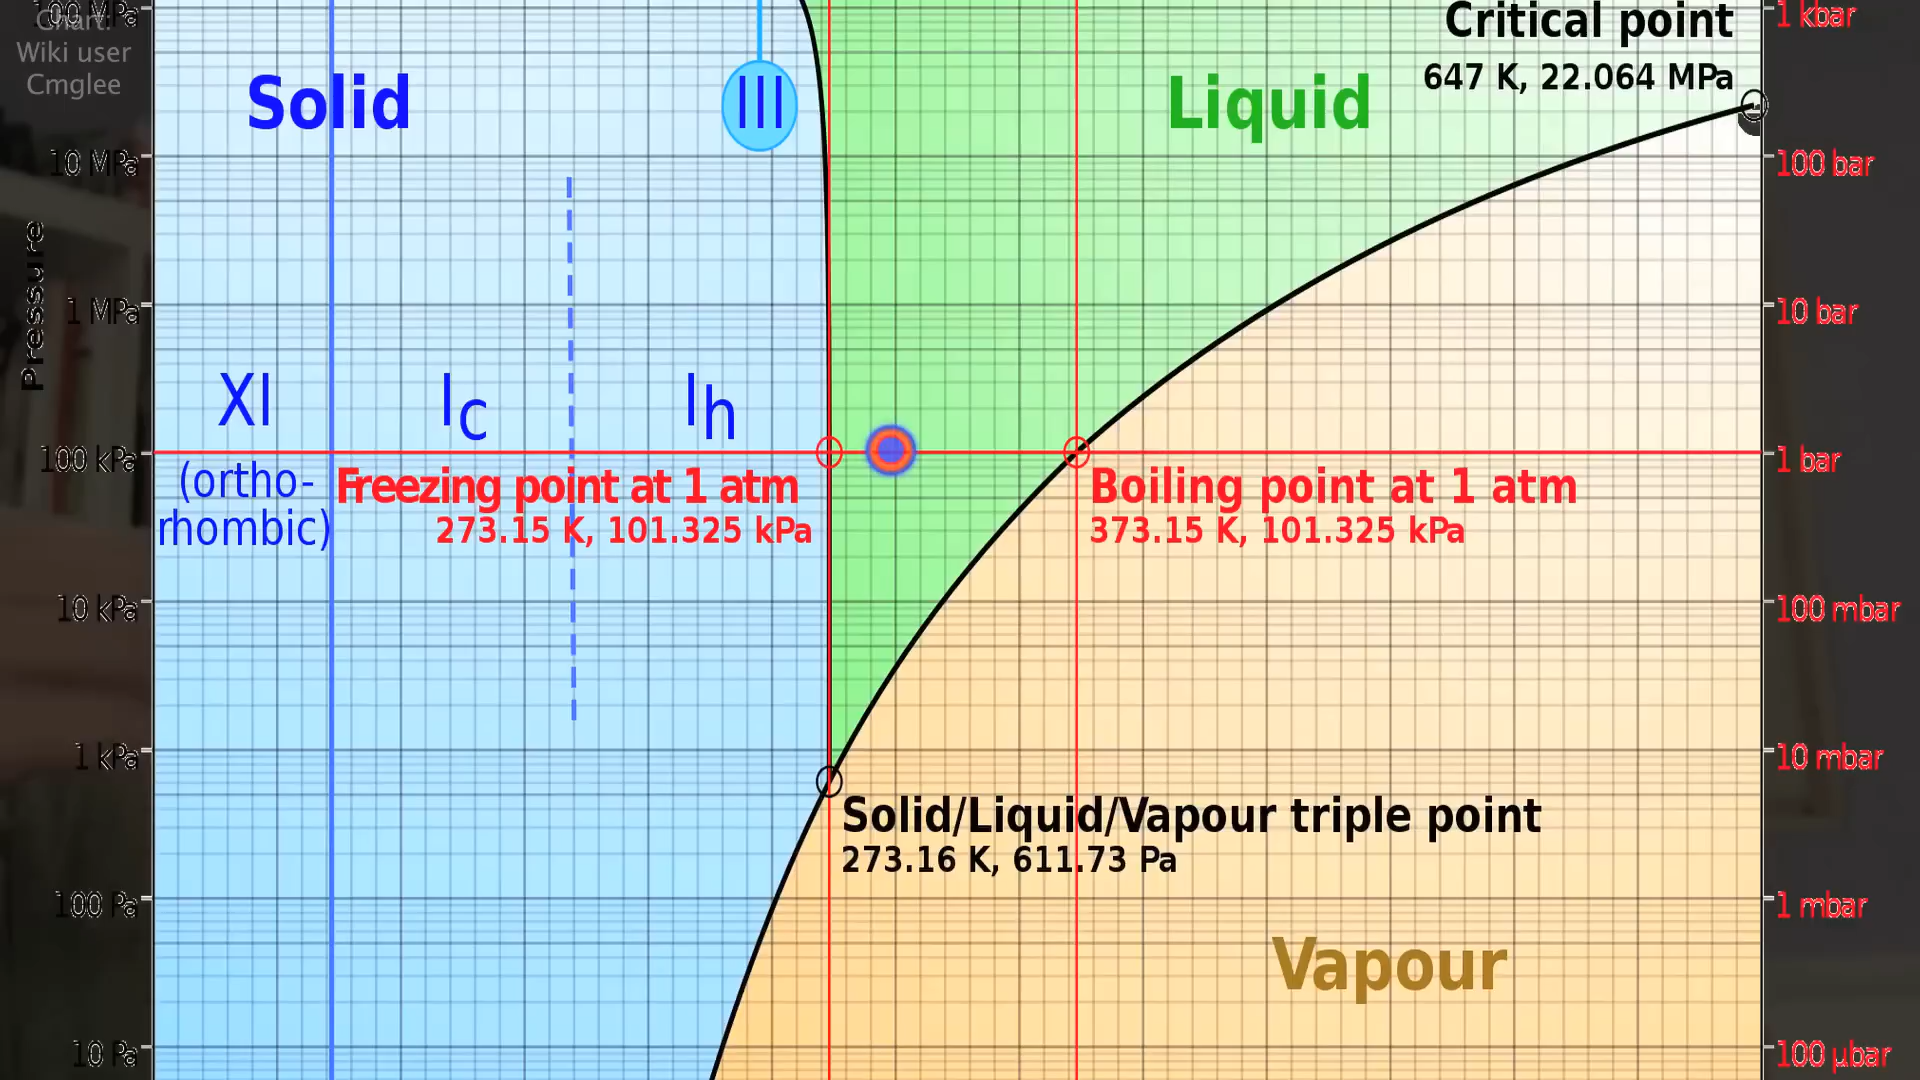 100 MPa
Chart:
Wiki user
Cmglee
Critical point
647 K, 22.064 MPa
1 kbar
Solid
III
Liquid
10 MPa
100 bar
Pressure
1 MPa
10 bar
XI
Ic
Ih
100 kPa
1 bar
(ortho-
rhombic)
Freezing point at 1 atm
273.15 K, 101.325 kPa
Boiling point at 1 atm
373.15 K, 101.325 kPa
10 kPa
100 mbar
1 kPa
10 mbar
Solid/Liquid/Vapour triple point
273.16 K, 611.73 Pa
100 Pa
1 mbar
Vapour
10 Pa
100 µbar